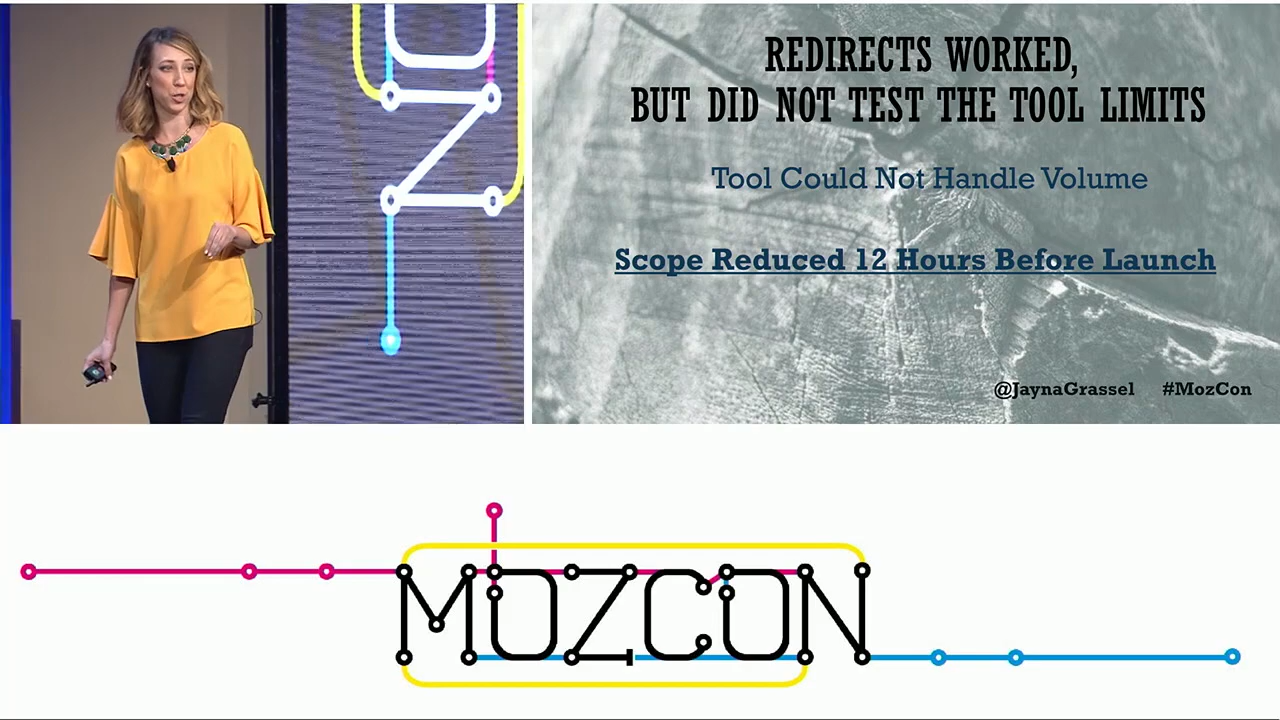 REDIRECTS WORKED,
BUT DID NOT TEST THE TOOL LIMITS
Tool Could Not Handle Volume
Scope Reduced 12 Hours Before Launch
@JaynaGrassel #MozCon
MOZCON